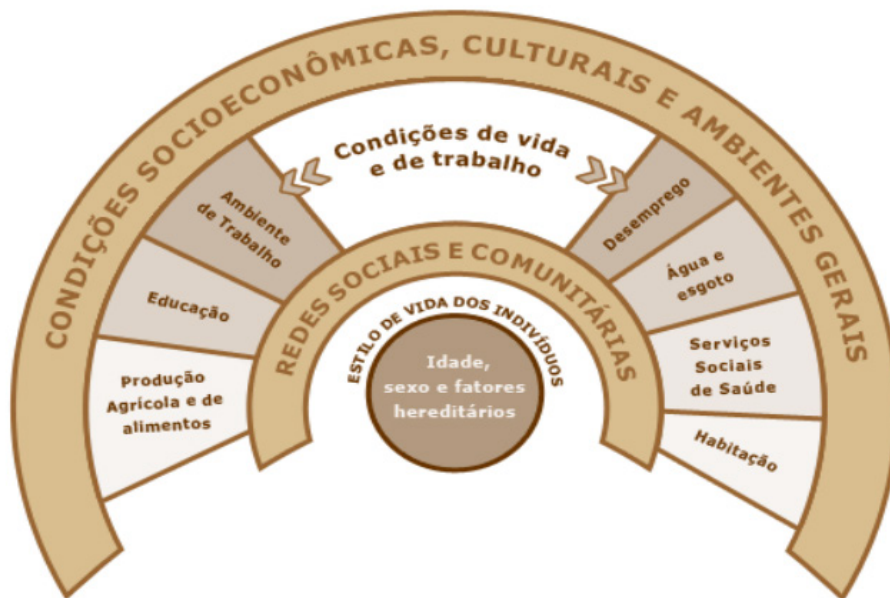 CONDIÇÕES SOCIOECONÔMICAS, CULTURAIS E AMBIENTES GERAIS
Condições de vida
e de trabalho
Ambiente
de Trabalho
Educação
Produção
Agrícola e de
alimentos
Desemprego
Água e
esgoto
Serviços
Sociais
de Saúde
Habitação
REDES SOCIAIS E COMUNITÁRIAS
ESTILO DE VIDA DOS INDIVÍDUOS
Idade,
sexo e fatores
hereditários